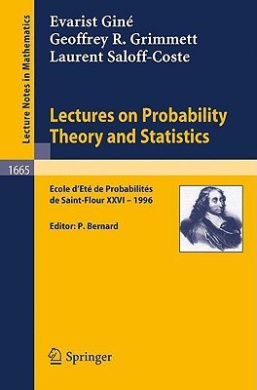 Lecture Notes in Mathematics
1665
Evarist Giné
Geoffrey R. Grimmett
Laurent Saloff-Coste
Lectures on Probability
Theory and Statistics
Ecole d'Eté de Probabilités
de Saint-Flour XXVI – 1996
Editor: P. Bernard
Springer